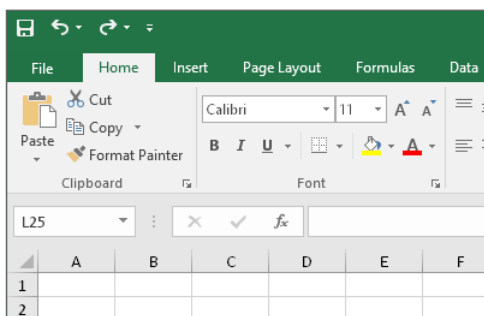 File Home Insert Page Layout Formulas Data
Cut
Calibri 11 A A
Copy
Paste
Format Painter
B I U A
Clipboard Font
L25 fx
A B C D E F
1
2